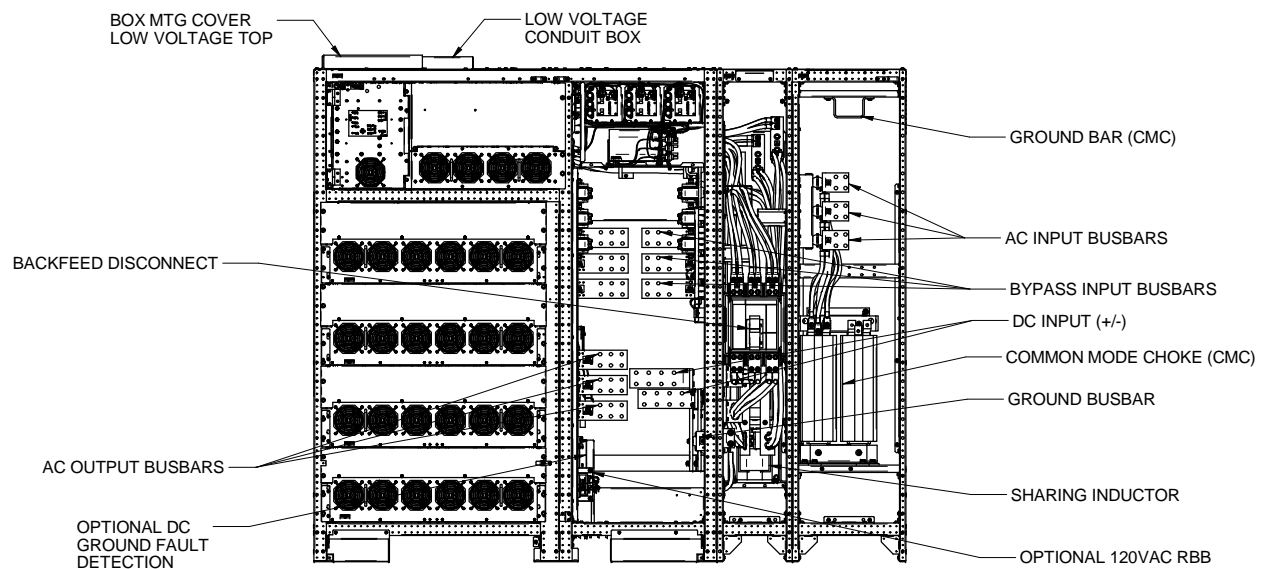 BOX MTG COVER
LOW VOLTAGE TOP
LOW VOLTAGE
CONDUIT BOX
GROUND BAR (CMC)
AC INPUT BUSBARS
BACKFEED DISCONNECT
BYPASS INPUT BUSBARS
DC INPUT (+/-)
COMMON MODE CHOKE (CMC)
GROUND BUSBAR
AC OUTPUT BUSBARS
SHARING INDUCTOR
OPTIONAL DC
GROUND FAULT
DETECTION
OPTIONAL 120VAC RBB